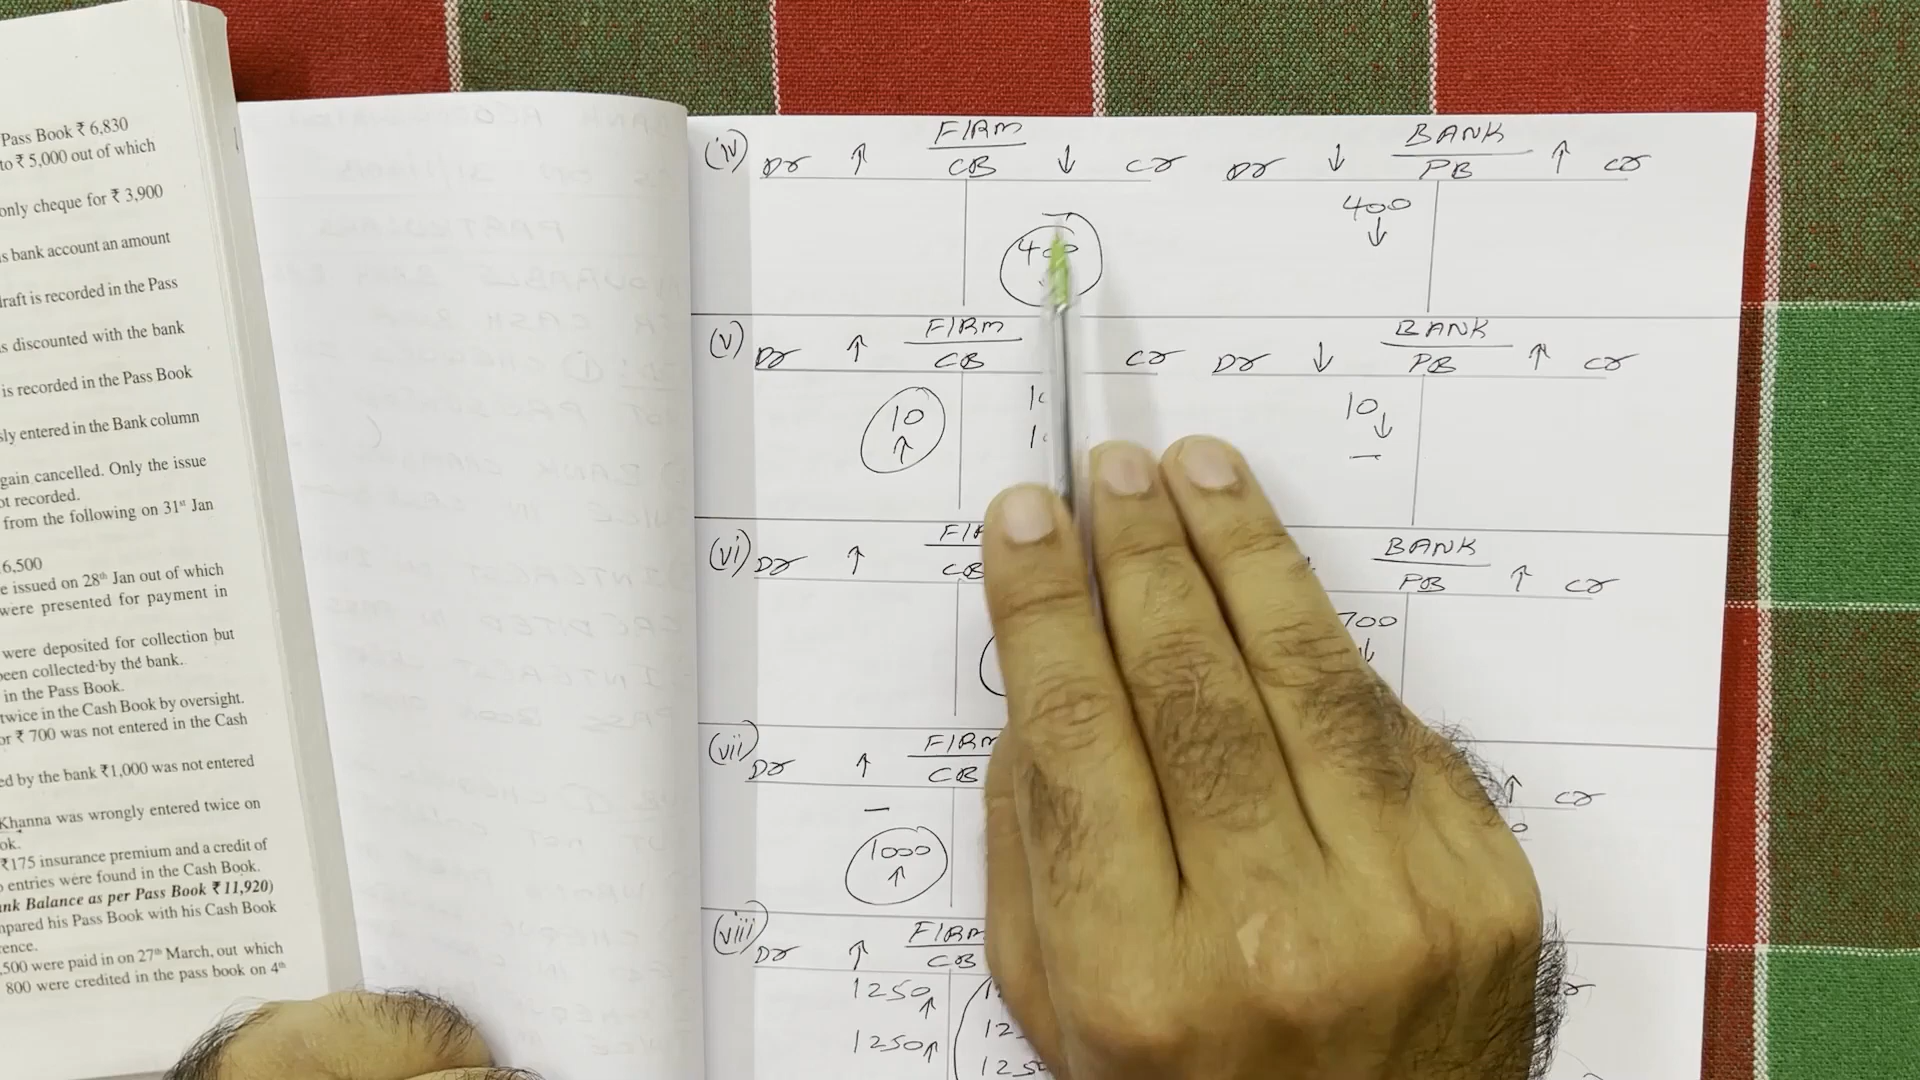 Pass Book ₹ 6,830
to ₹ 5,000 out of which
only cheque for ₹ 3,900
s bank account an amount
draft is recorded in the Pass
s discounted with the bank
is recorded in the Pass Book
sly entered in the Bank column
gain cancelled. Only the issue
ot recorded.
from the following on 31st Jan
6,500
e issued on 28th Jan out of which
were presented for payment in
were deposited for collection but
been collected by the bank.
in the Pass Book.
twice in the Cash Book by oversight.
or ₹ 700 was not entered in the Cash
ed by the bank ₹1,000 was not entered
Khanna was wrongly entered twice on
ok.
₹175 insurance premium and a credit of
o entries were found in the Cash Book.
nk Balance as per Pass Book ₹ 11,920)
mpared his Pass Book with his Cash Book
rence.
,500 were paid in on 27th March, out which
800 were credited in the pass book on 4th
(iv) Dr ↑ FIRM CB ↓ Cr Dr ↓ BANK PB ↑ Cr
400 ↓
400 ↓
(v) Dr ↑ FIRM CB Cr Dr ↓ BANK PB ↑ Cr
10 ↑
10 ↓
—
(vi) Dr ↑ CB BANK PB ↑ Cr
700 ↓
(vii) Dr ↑ FIRM CB ↑ Cr
—
1000 ↑
(viii) Dr ↑ FIRM CB
1250 ↑
1250 ↑